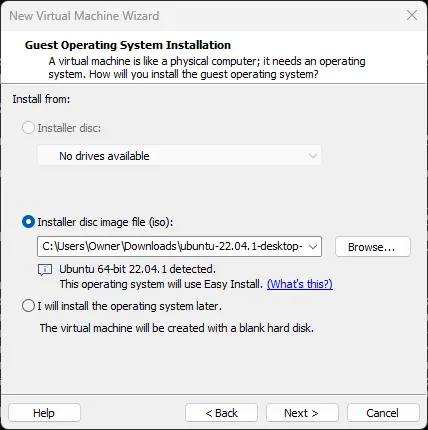 New Virtual Machine Wizard
Guest Operating System Installation
A virtual machine is like a physical computer; it needs an operating
system. How will you install the guest operating system?
Install from:
Installer disc:
No drives available
Installer disc image file (iso):
C:\Users\Owner\Downloads\ubuntu-22.04.1-desktop-
Browse...
Ubuntu 64-bit 22.04.1 detected.
This operating system will use Easy Install. (What's this?)
I will install the operating system later.
The virtual machine will be created with a blank hard disk.
Help
< Back
Next >
Cancel